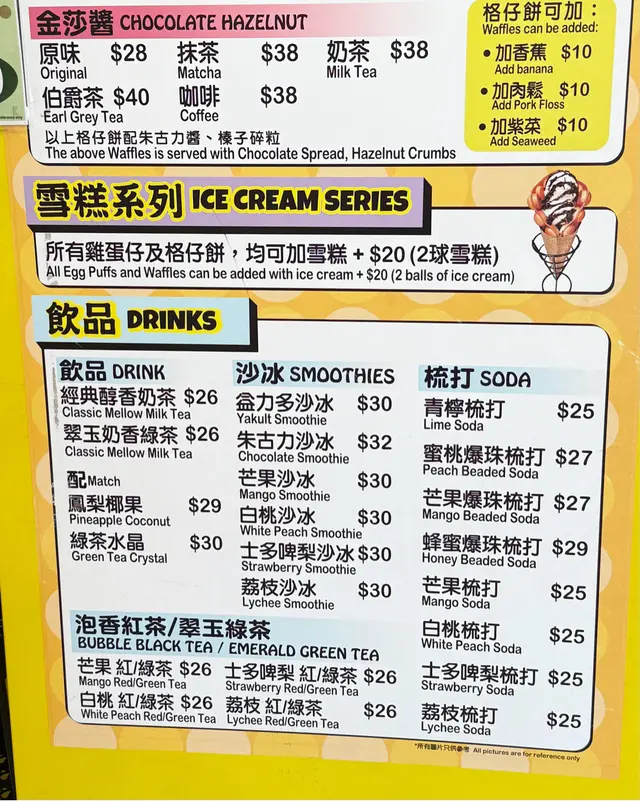 金莎醬 CHOCOLATE HAZELNUT
原味 $28 抹茶 $38 奶茶 $38
Original Matcha Milk Tea
伯爵茶 $40 咖啡 $38
Earl Grey Tea Coffee
以上格仔餅配朱古力醬、榛子碎粒
The above Waffles is served with Chocolate Spread, Hazelnut Crumbs
格仔餅可加：
Waffles can be added:
• 加香蕉 $10
Add banana
• 加肉鬆 $10
Add Pork Floss
• 加紫菜 $10
Add Seaweed
雪糕系列 ICE CREAM SERIES
所有雞蛋仔及格仔餅，均可加雪糕 + $20 (2球雪糕)
All Egg Puffs and Waffles can be added with ice cream + $20 (2 balls of ice cream)
飲品 DRINKS
飲品 DRINK
經典醇香奶茶 $26
Classic Mellow Milk Tea
翠玉奶香綠茶 $26
Classic Mellow Milk Tea
配 Match
鳳梨椰果 $29
Pineapple Coconut
綠茶水晶 $30
Green Tea Crystal
沙冰 SMOOTHIES
益力多沙冰 $30
Yakult Smoothie
朱古力沙冰 $32
Chocolate Smoothie
芒果沙冰 $30
Mango Smoothie
白桃沙冰 $30
White Peach Smoothie
士多啤梨沙冰 $30
Strawberry Smoothie
荔枝沙冰 $30
Lychee Smoothie
梳打 SODA
青檸梳打 $25
Lime Soda
蜜桃爆珠梳打 $27
Peach Beaded Soda
芒果爆珠梳打 $27
Mango Beaded Soda
蜂蜜爆珠梳打 $29
Honey Beaded Soda
芒果梳打 $25
Mango Soda
白桃梳打 $25
White Peach Soda
士多啤梨梳打 $25
Strawberry Soda
荔枝梳打 $25
Lychee Soda
泡香紅茶/翠玉綠茶
BUBBLE BLACK TEA / EMERALD GREEN TEA
芒果 紅/綠茶 $26 士多啤梨 紅/綠茶 $26
Mango Red/Green Tea Strawberry Red/Green Tea
白桃 紅/綠茶 $26 荔枝 紅/綠茶 $26
White Peach Red/Green Tea Lychee Red/Green Tea
*所有圖片只供參考 All pictures are for reference only